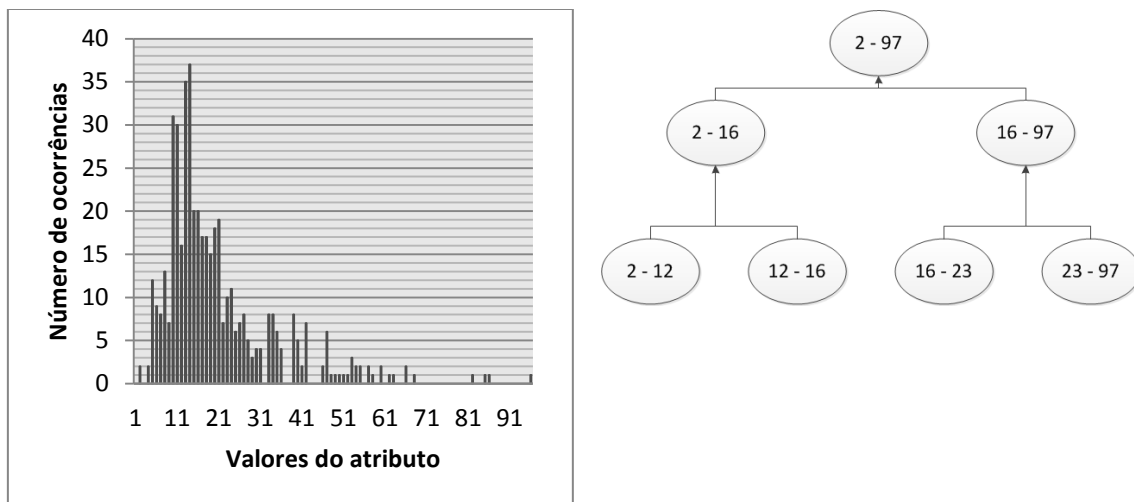 Número de ocorrências
40
35
30
25
20
15
10
5
0
1 11 21 31 41 51 61 71 81 91
Valores do atributo
2 - 97
2 - 16 16 - 97
2 - 12 12 - 16 16 - 23 23 - 97